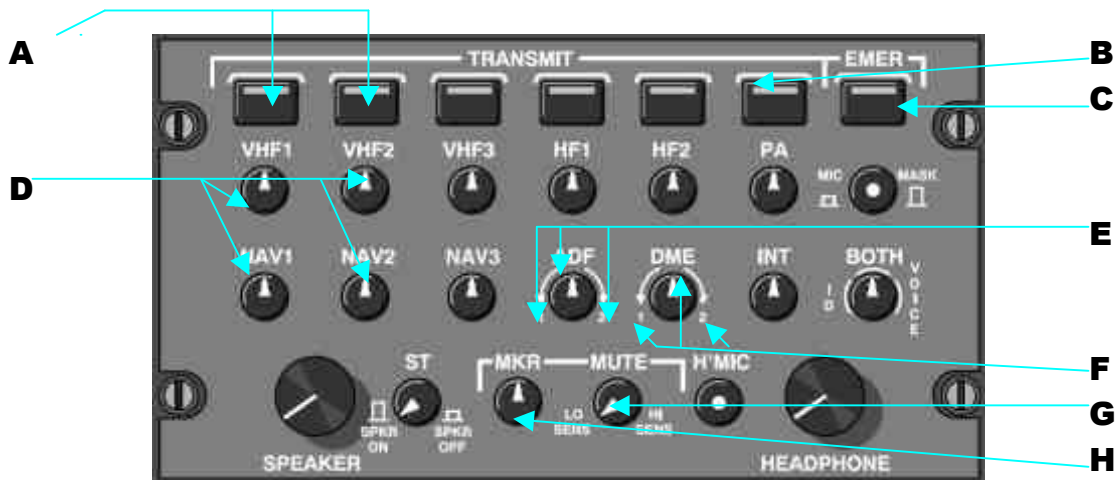 A
TRANSMIT EMER
B
C
VHF1 VHF2 VHF3 HF1 HF2 PA
MIC MASK
D
E
NAV1 NAV2 NAV3 ADF DME INT BOTH
1 2 1 2 ID VOICE
ST MKR MUTE H'MIC
F
SPKR ON SPKR OFF LO SENS HI SENS
G
SPEAKER HEADPHONE
H